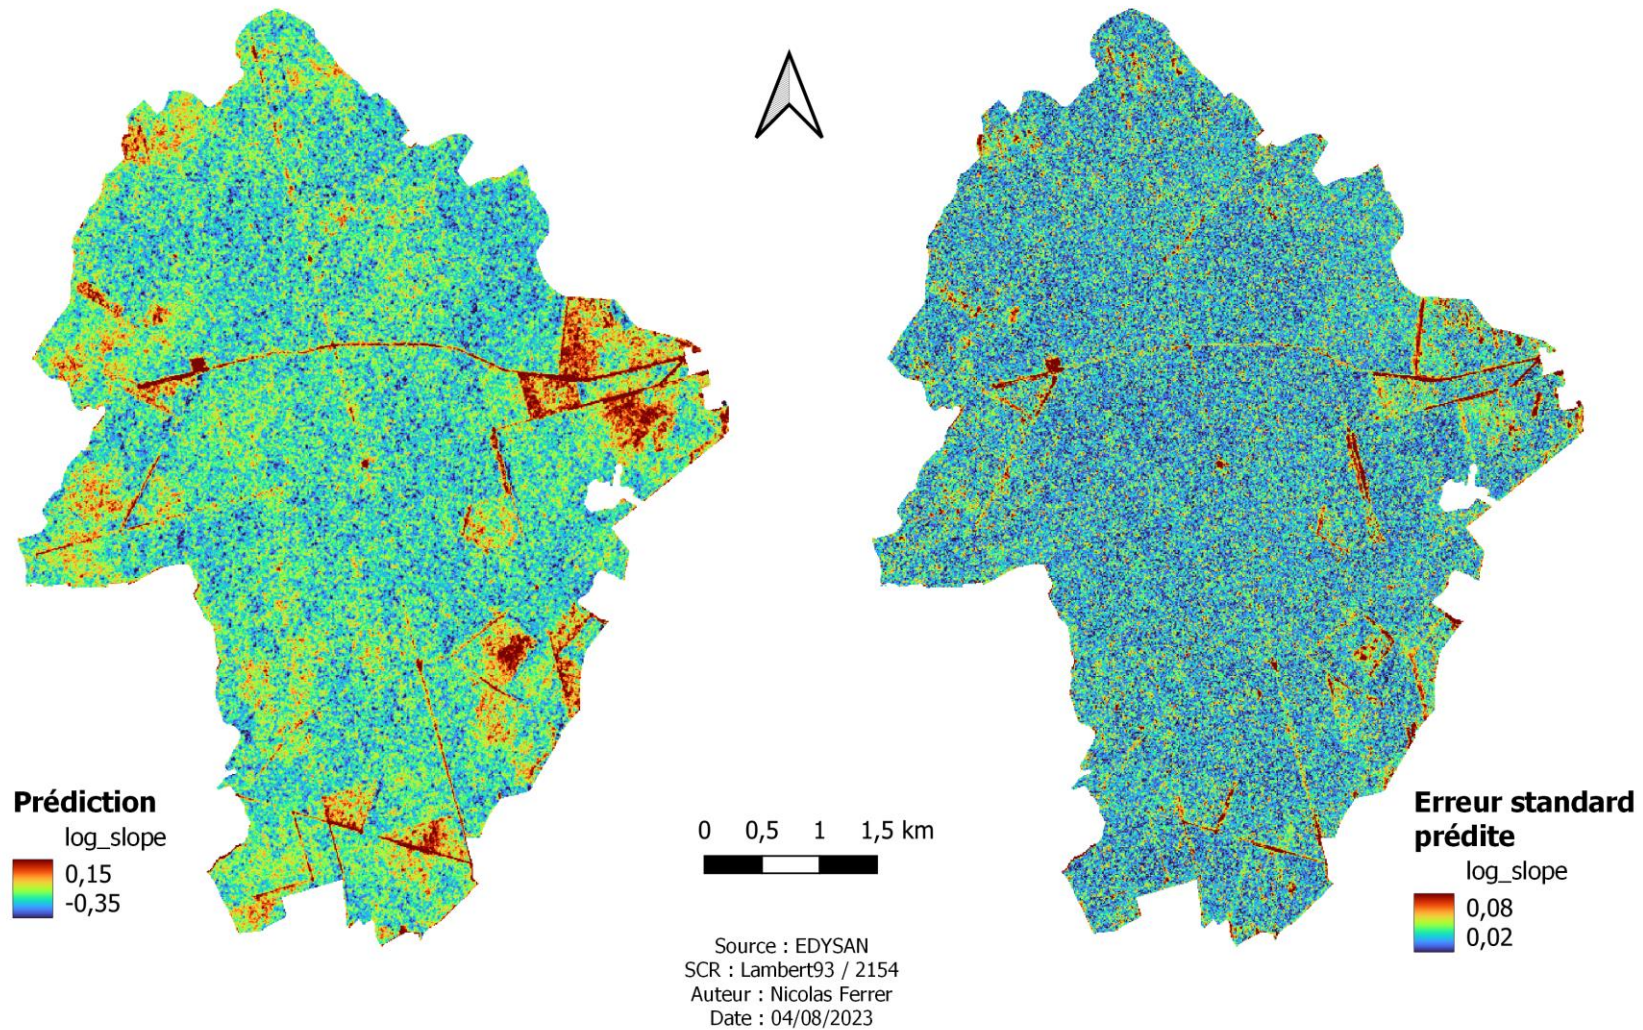 Prédiction
log_slope
0,15
-0,35
0 0,5 1 1,5 km
Erreur standard
prédite
log_slope
0,08
0,02
Source : EDYSAN
SCR : Lambert93 / 2154
Auteur : Nicolas Ferrer
Date : 04/08/2023